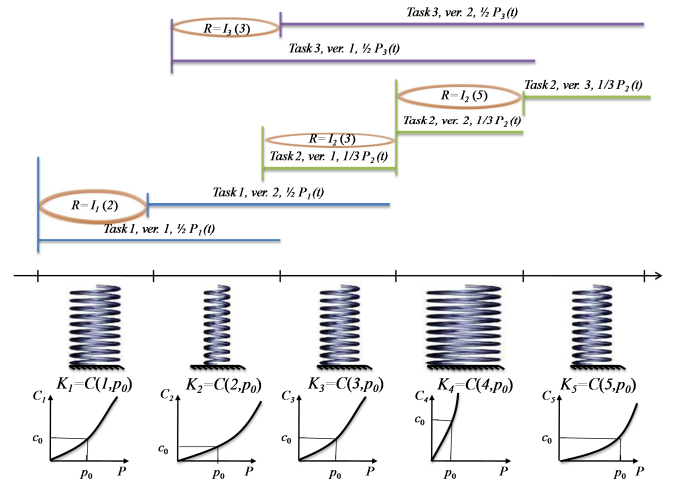 Task 3, ver. 2, ½ P3(t)
R= I3 (3)
Task 3, ver. 1, ½ P3(t)
Task 2, ver. 3, 1/3 P2(t)
R= I2 (5)
Task 2, ver. 2, 1/3 P2(t)
R= I2(3)
Task 2, ver. 1, 1/3 P2(t)
Task 1, ver. 2, ½ P1(t)
R= I1 (2)
Task 1, ver. 1, ½ P1(t)
K1=C(1,p0) K2=C(2,p0) K3=C(3,p0) K4=C(4,p0) K5=C(5,p0)
C1 C2 C3 C4 C5
c0 c0 c0 c0 c0
p0 P p0 P p0 P p0 P p0 P